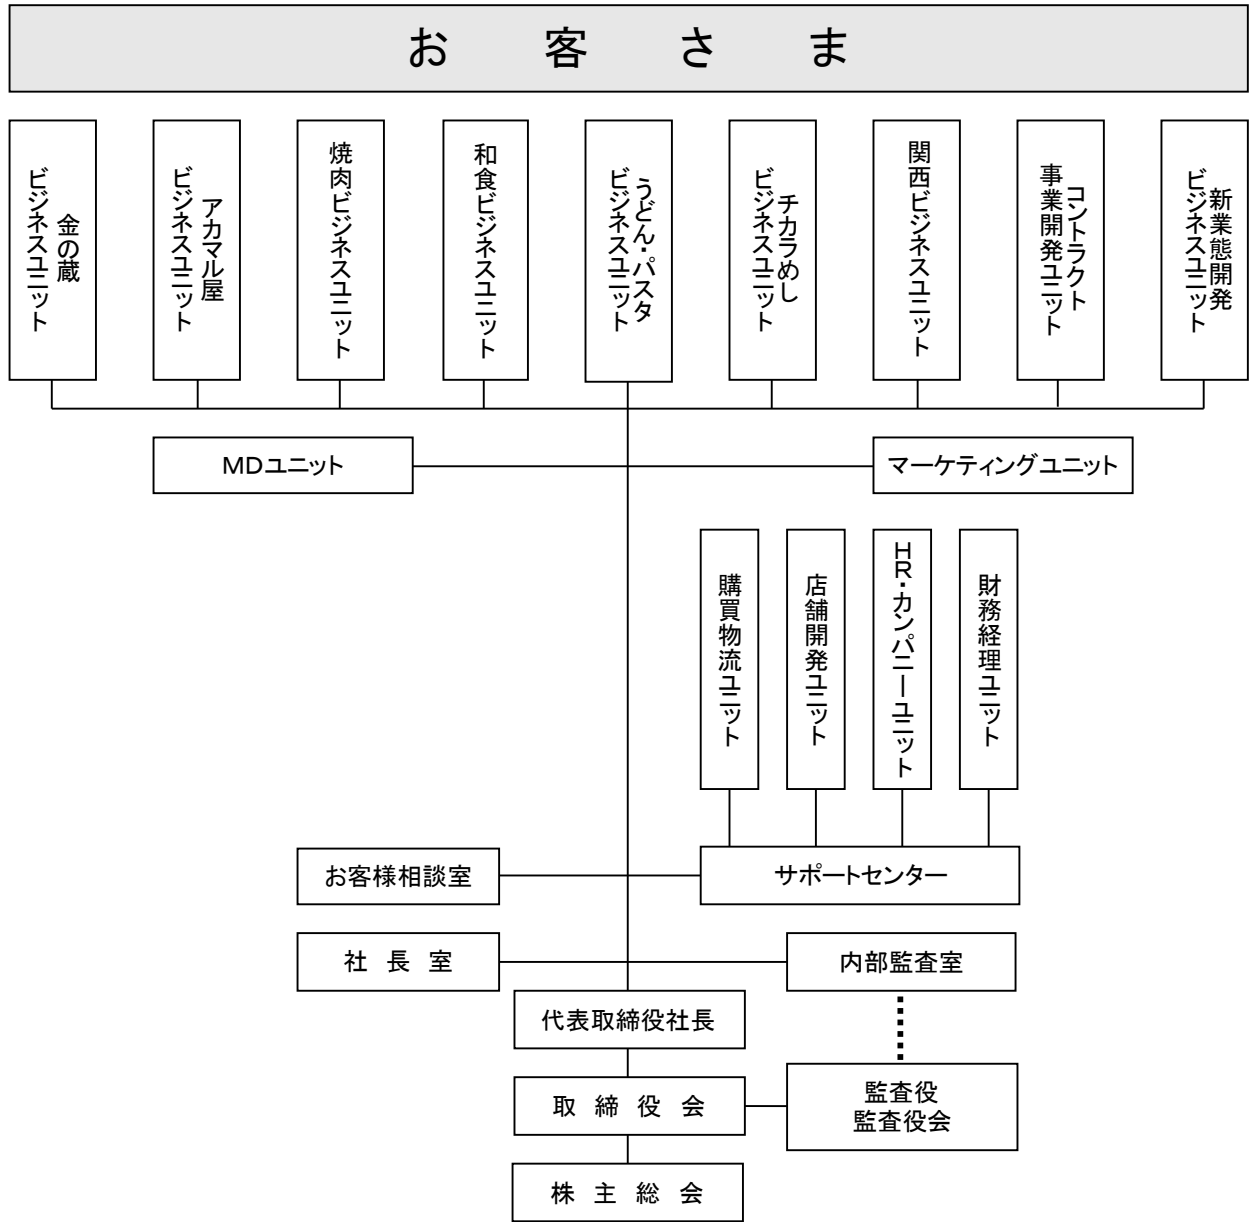 お客さま
金の蔵
ビジネスユニット
アカマル屋
ビジネスユニット
焼肉ビジネスユニット
和食ビジネスユニット
うどん・パスタ
ビジネスユニット
チカラめし
ビジネスユニット
関西ビジネスユニット
コントラクト
事業開発ユニット
新業態開発
ビジネスユニット
MDユニット
マーケティングユニット
購買物流ユニット
店舗開発ユニット
HR・カンパニーユニット
財務経理ユニット
お客様相談室
サポートセンター
社長室
内部監査室
代表取締役社長
取締役会
監査役
監査役会
株主総会